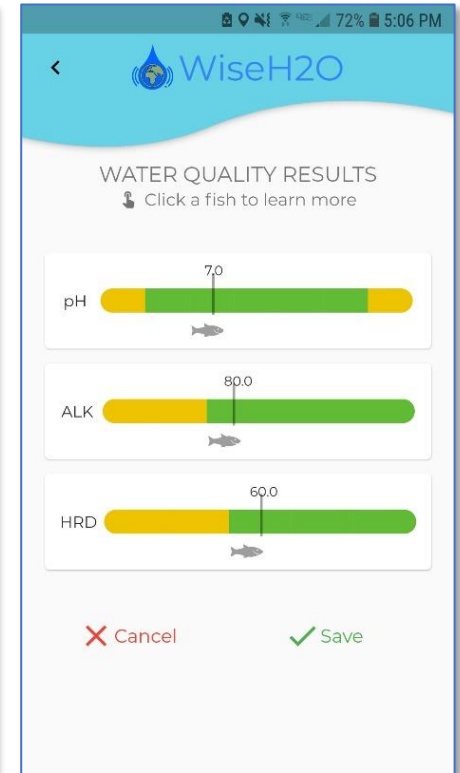 72% 5:06 PM
WiseH2O
WATER QUALITY RESULTS
Click a fish to learn more
7.0
pH
80.0
ALK
60.0
HRD
Cancel
Save